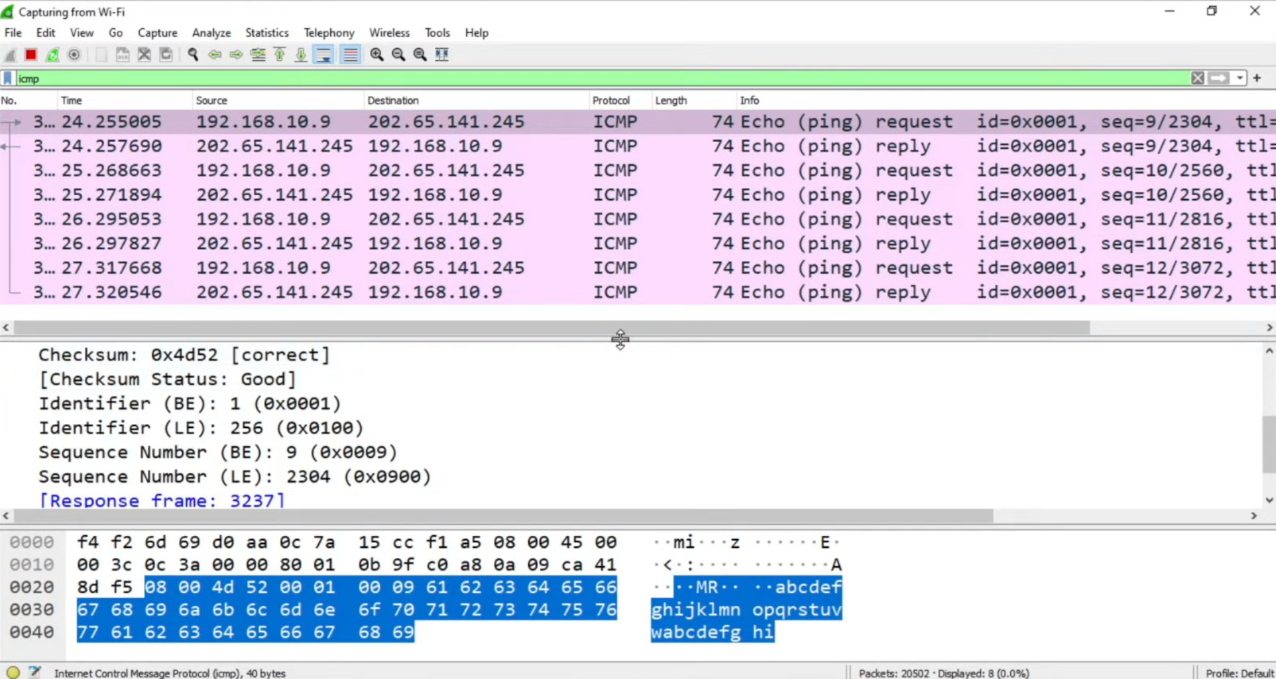 Capturing from Wi-Fi
File Edit View Go Capture Analyze Statistics Telephony Wireless Tools Help
icmp
No. Time Source Destination Protocol Length Info
3… 24.255005 192.168.10.9 202.65.141.245 ICMP 74 Echo (ping) request id=0x0001, seq=9/2304, ttl=
3… 24.257690 202.65.141.245 192.168.10.9 ICMP 74 Echo (ping) reply id=0x0001, seq=9/2304, ttl=
3… 25.268663 192.168.10.9 202.65.141.245 ICMP 74 Echo (ping) request id=0x0001, seq=10/2560, ttl
3… 25.271894 202.65.141.245 192.168.10.9 ICMP 74 Echo (ping) reply id=0x0001, seq=10/2560, ttl
3… 26.295053 192.168.10.9 202.65.141.245 ICMP 74 Echo (ping) request id=0x0001, seq=11/2816, ttl
3… 26.297827 202.65.141.245 192.168.10.9 ICMP 74 Echo (ping) reply id=0x0001, seq=11/2816, ttl
3… 27.317668 192.168.10.9 202.65.141.245 ICMP 74 Echo (ping) request id=0x0001, seq=12/3072, ttl
3… 27.320546 202.65.141.245 192.168.10.9 ICMP 74 Echo (ping) reply id=0x0001, seq=12/3072, ttl
Checksum: 0x4d52 [correct]
[Checksum Status: Good]
Identifier (BE): 1 (0x0001)
Identifier (LE): 256 (0x0100)
Sequence Number (BE): 9 (0x0009)
Sequence Number (LE): 2304 (0x0900)
[Response frame: 3237]
0000 f4 f2 6d 69 d0 aa 0c 7a 15 cc f1 a5 08 00 45 00 ··mi···z ······E·
0010 00 3c 0c 3a 00 00 80 01 0b 9f c0 a8 0a 09 ca 41 ·<·:···· ·······A
0020 8d f5 08 00 4d 52 00 01 00 09 61 62 63 64 65 66 ····MR·· ··abcdef
0030 67 68 69 6a 6b 6c 6d 6e 6f 70 71 72 73 74 75 76 ghijklmn opqrstuv
0040 77 61 62 63 64 65 66 67 68 69 wabcdefg hi
Internet Control Message Protocol (icmp), 40 bytes Packets: 20502 · Displayed: 8 (0.0%) Profile: Default